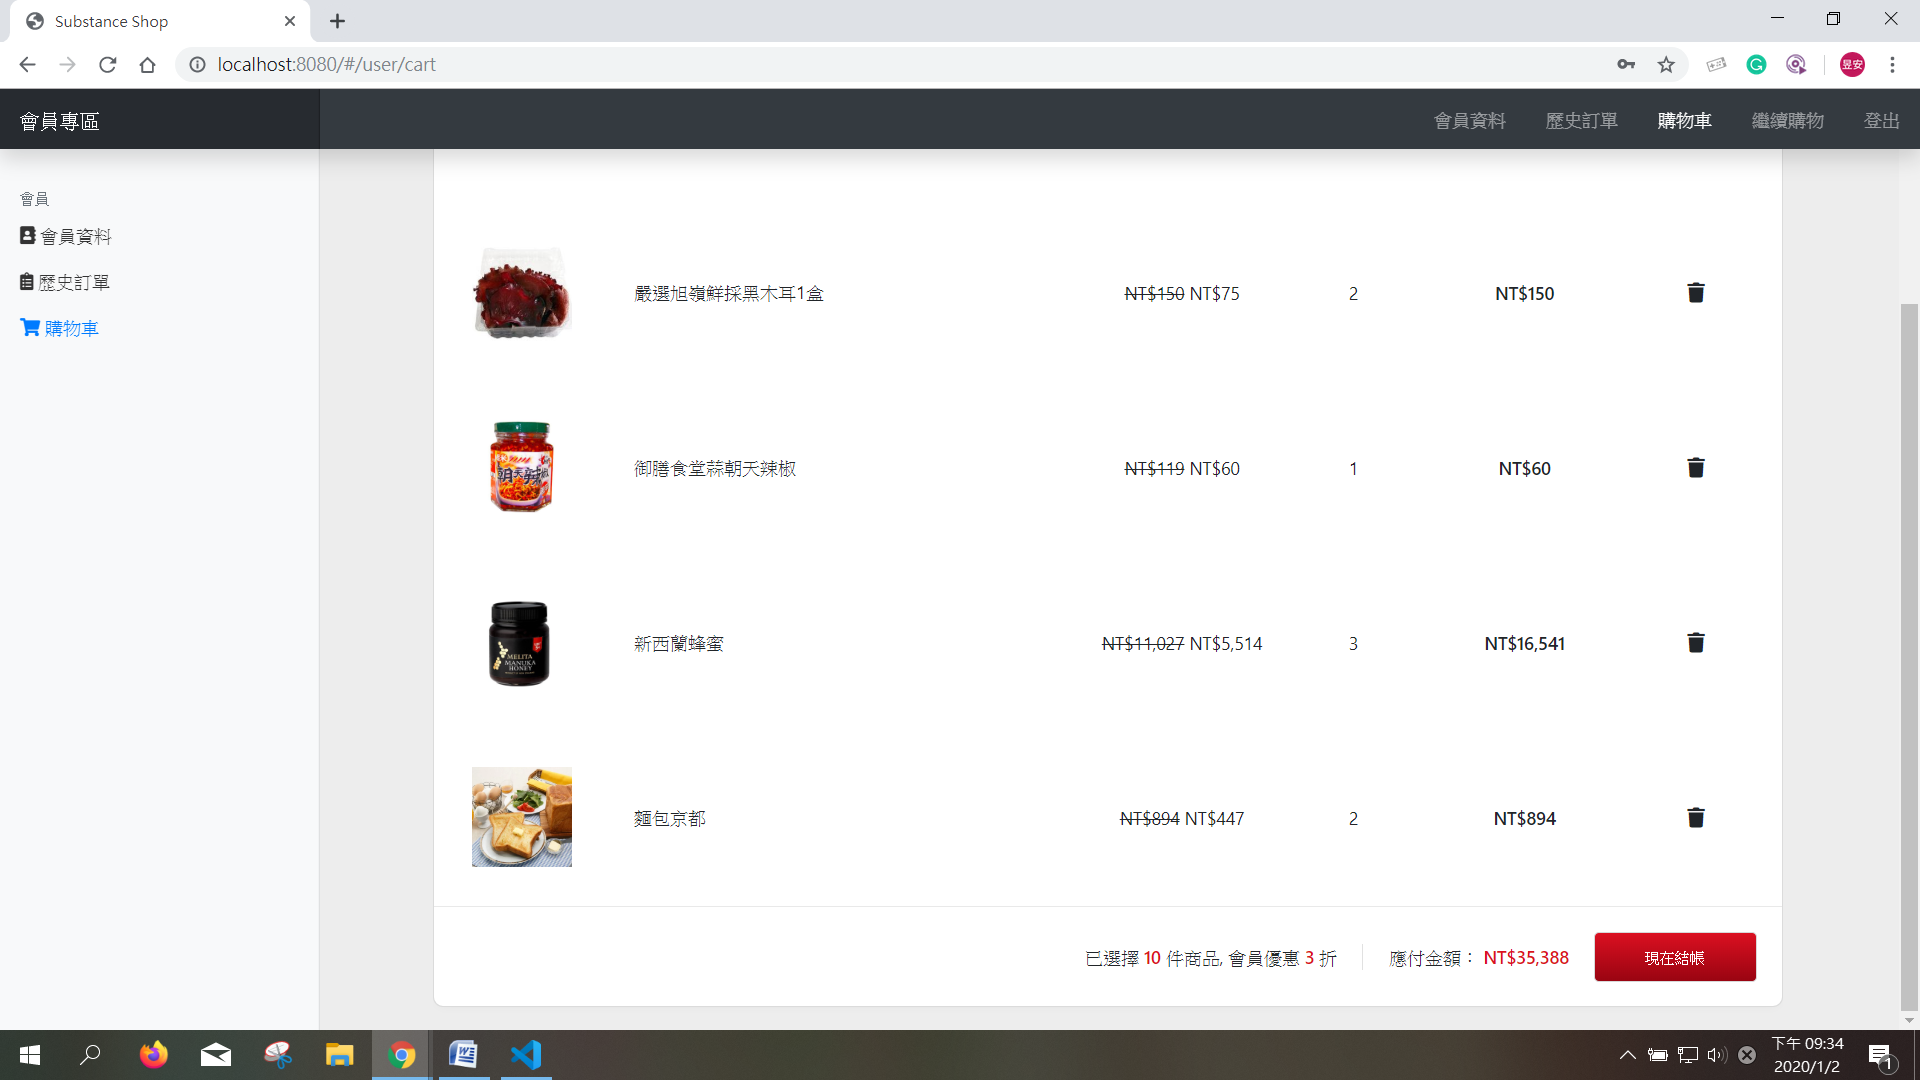 Substance Shop
localhost:8080/#/user/cart
昱安
會員專區
會員資料 歷史訂單 購物車 繼續購物 登出
會員
會員資料
歷史訂單
購物車
嚴選旭嶺鮮採黑木耳1盒 NT$150 NT$75 2 NT$150
御膳食堂蒜朝天辣椒 NT$119 NT$60 1 NT$60
新西蘭蜂蜜 NT$11,027 NT$5,514 3 NT$16,541
MELITA
MANUKA
HONEY
麵包京都 NT$894 NT$447 2 NT$894
已選擇 10 件商品, 會員優惠 3 折 應付金額： NT$35,388 現在結帳
下午 09:34
2020/1/2
1